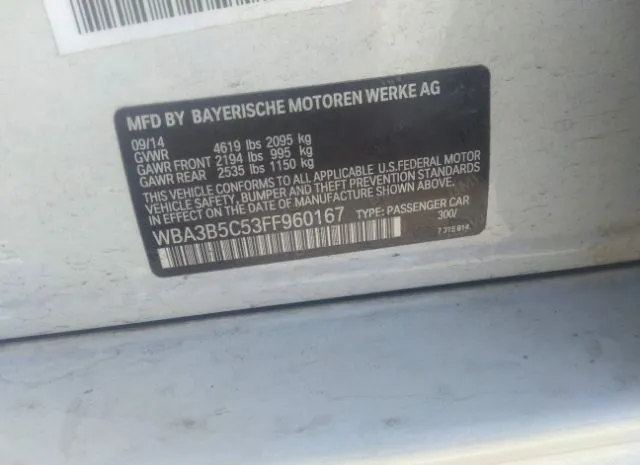 MFD BY BAYERISCHE MOTOREN WERKE AG
09/14
GVWR 4619 lbs 2095 kg
GAWR FRONT 2194 lbs 995 kg
GAWR REAR 2535 lbs 1150 kg
THIS VEHICLE CONFORMS TO ALL APPLICABLE U.S.FEDERAL MOTOR
VEHICLE SAFETY, BUMPER AND THEFT PREVENTION STANDARDS
IN EFFECT ON THE DATE OF MANUFACTURE SHOWN ABOVE.
WBA3B5C53FF960167 TYPE: PASSENGER CAR
300/
7 315 914